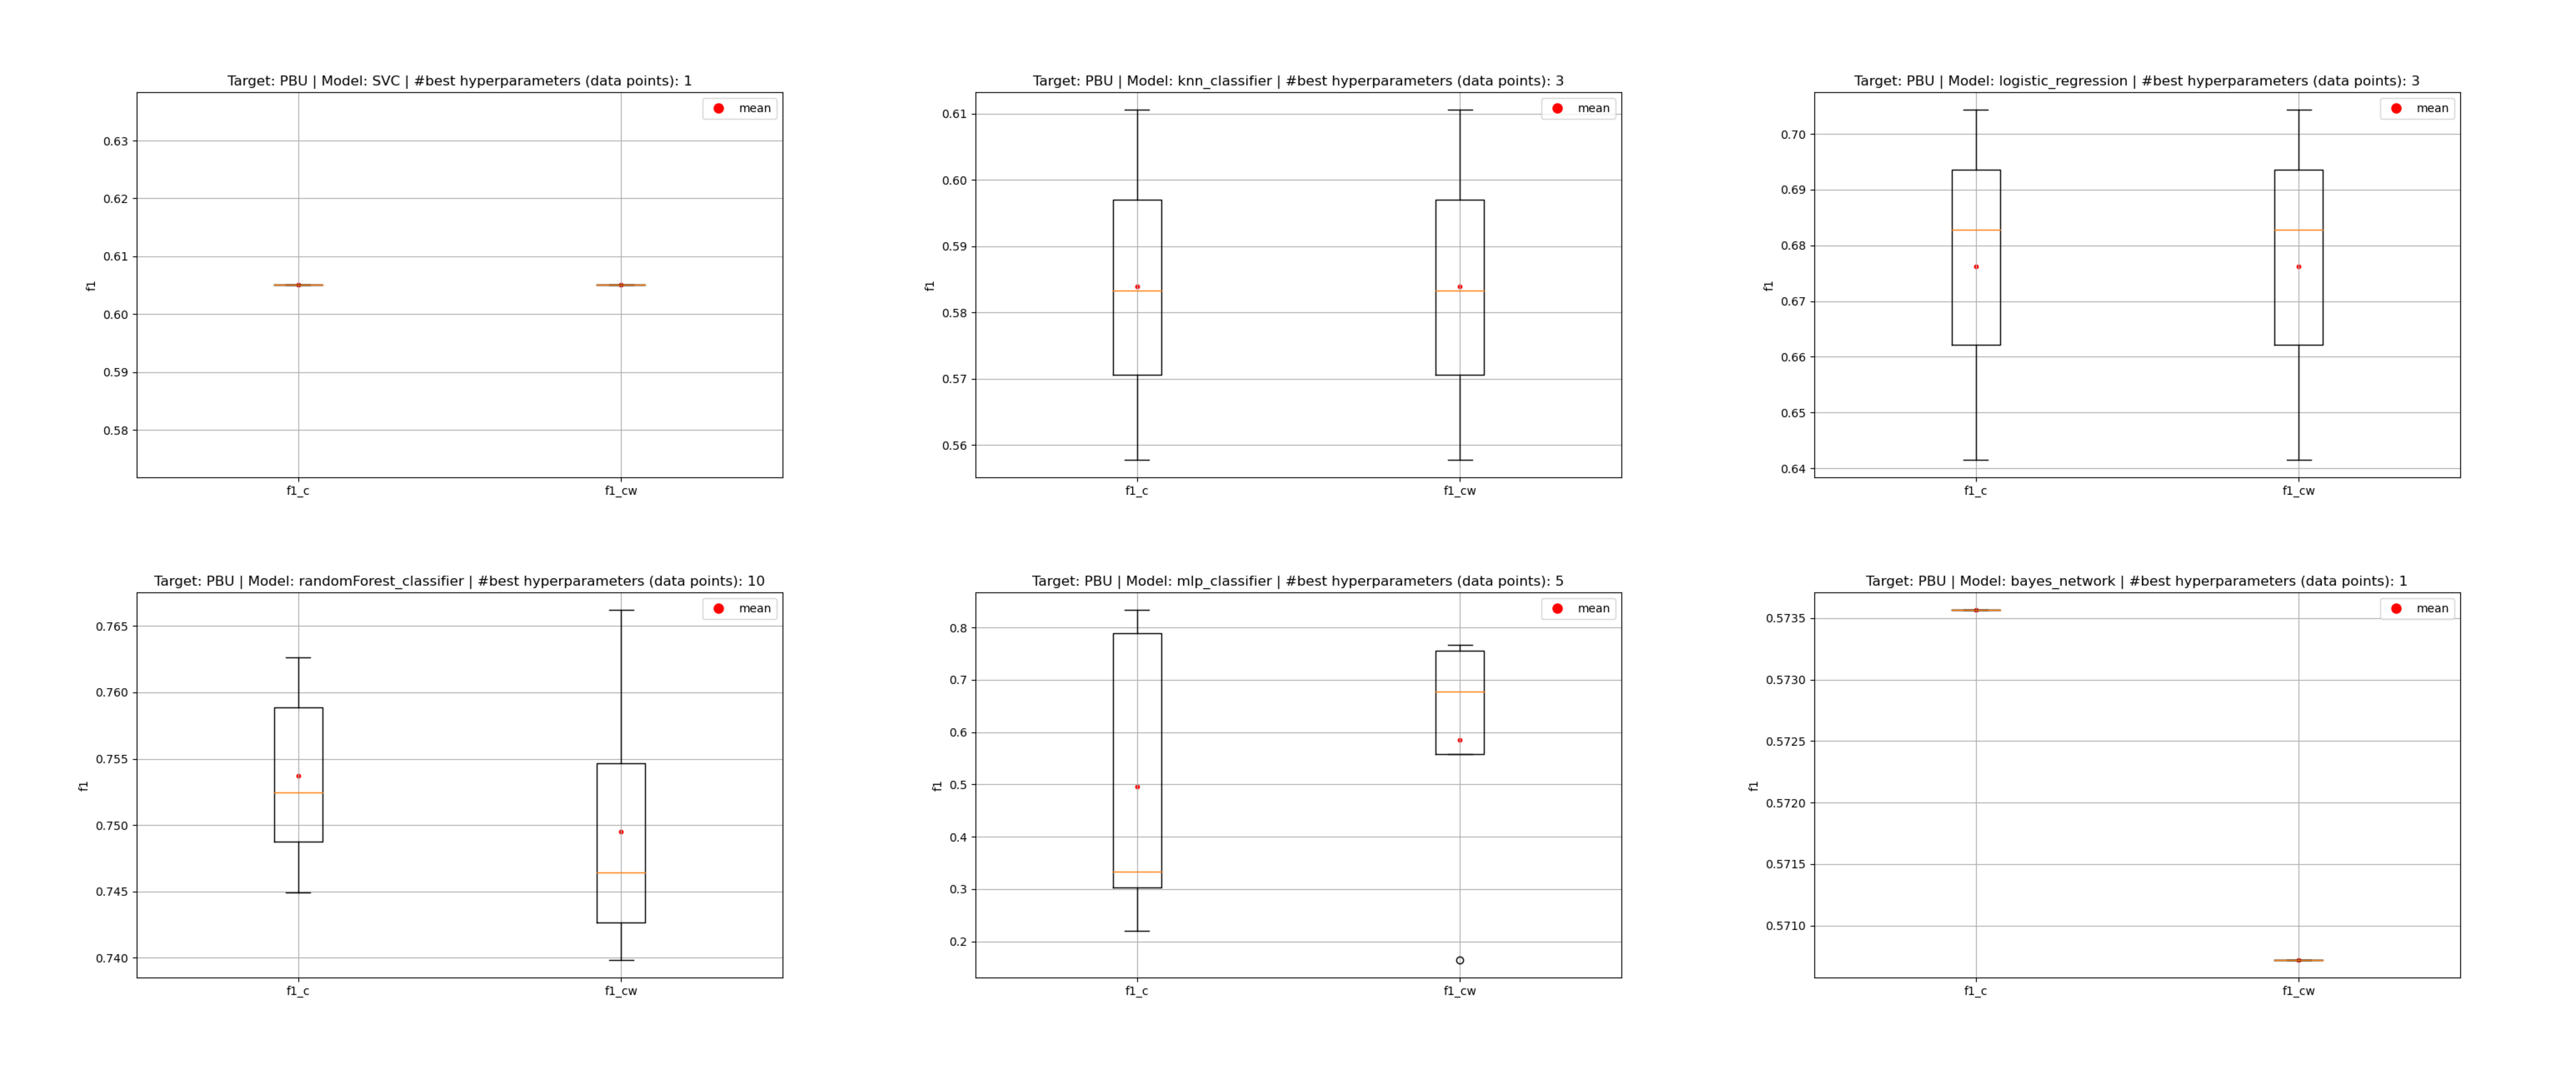 Target: PBU | Model: SVC | #best hyperparameters (data points): 1
mean
0.63
0.62
0.61
0.60
0.59
0.58
f1
f1_c
f1_cw
Target: PBU | Model: knn_classifier | #best hyperparameters (data points): 3
mean
0.61
0.60
0.59
0.58
0.57
0.56
f1
f1_c
f1_cw
Target: PBU | Model: logistic_regression | #best hyperparameters (data points): 3
mean
0.70
0.69
0.68
0.67
0.66
0.65
0.64
f1
f1_c
f1_cw
Target: PBU | Model: randomForest_classifier | #best hyperparameters (data points): 10
mean
0.765
0.760
0.755
0.750
0.745
0.740
f1
f1_c
f1_cw
Target: PBU | Model: mlp_classifier | #best hyperparameters (data points): 5
mean
0.8
0.7
0.6
0.5
0.4
0.3
0.2
f1
f1_c
f1_cw
Target: PBU | Model: bayes_network | #best hyperparameters (data points): 1
mean
0.5735
0.5730
0.5725
0.5720
0.5715
0.5710
f1
f1_c
f1_cw